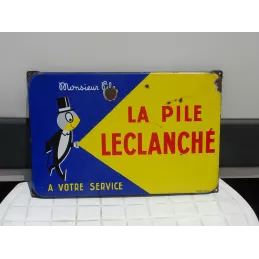 Monsieur Pile
LA PILE
LECLANCHÉ
A VOTRE SERVICE